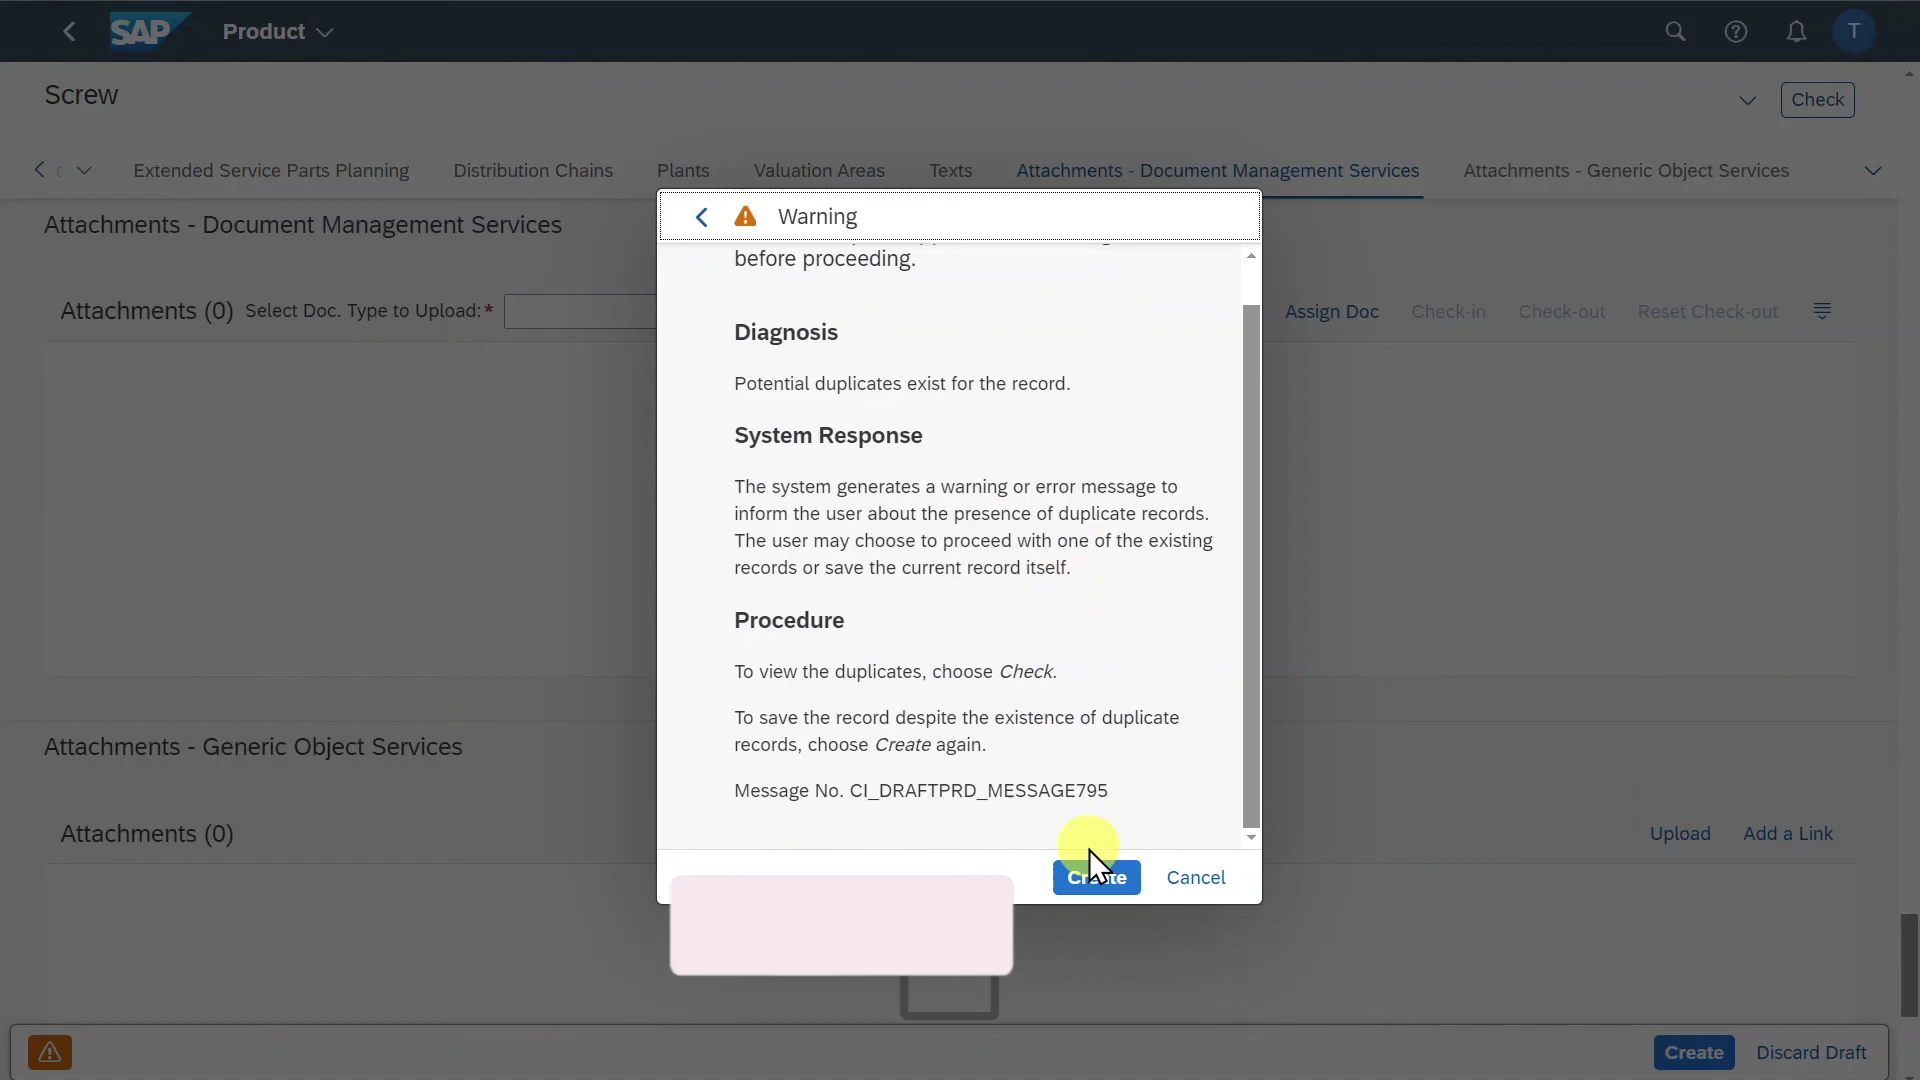 SAP
Product
T
Screw
Check
Extended Service Parts Planning
Distribution Chains
Plants
Valuation Areas
Texts
Attachments - Document Management Services
Attachments - Generic Object Services
Attachments - Document Management Services
Attachments (0)
Select Doc. Type to Upload:*
Assign Doc
Check-in
Check-out
Reset Check-out
Warning
before proceeding.
Diagnosis
Potential duplicates exist for the record.
System Response
The system generates a warning or error message to
inform the user about the presence of duplicate records.
The user may choose to proceed with one of the existing
records or save the current record itself.
Procedure
To view the duplicates, choose Check.
To save the record despite the existence of duplicate
records, choose Create again.
Message No. CI_DRAFTPRD_MESSAGE795
Create
Cancel
Attachments - Generic Object Services
Attachments (0)
Upload
Add a Link
Create
Discard Draft